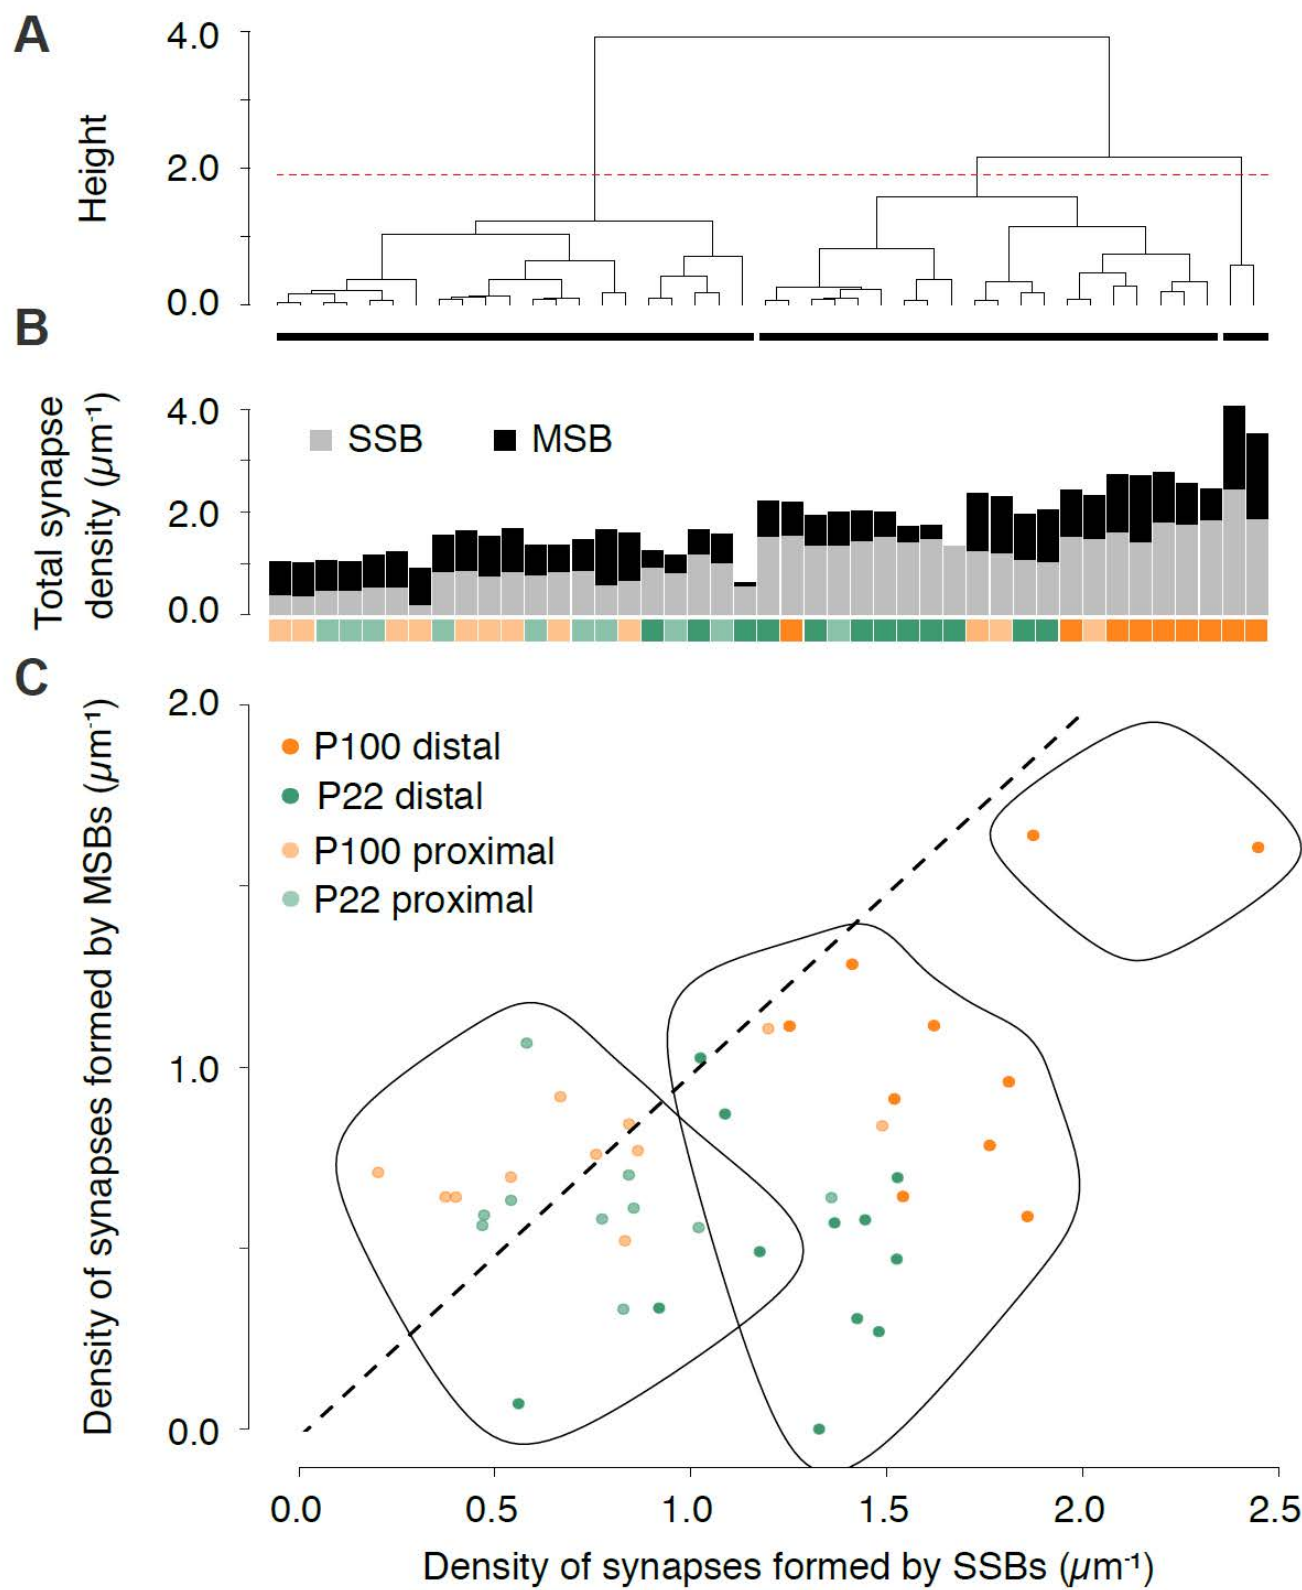 A
4.0
2.0
0.0
Height
B
4.0
2.0
0.0
Total synapse
density (µm⁻¹)
SSB
MSB
C
2.0
1.0
0.0
Density of synapses formed by MSBs (µm⁻¹)
P100 distal
P22 distal
P100 proximal
P22 proximal
0.0 0.5 1.0 1.5 2.0 2.5
Density of synapses formed by SSBs (µm⁻¹)